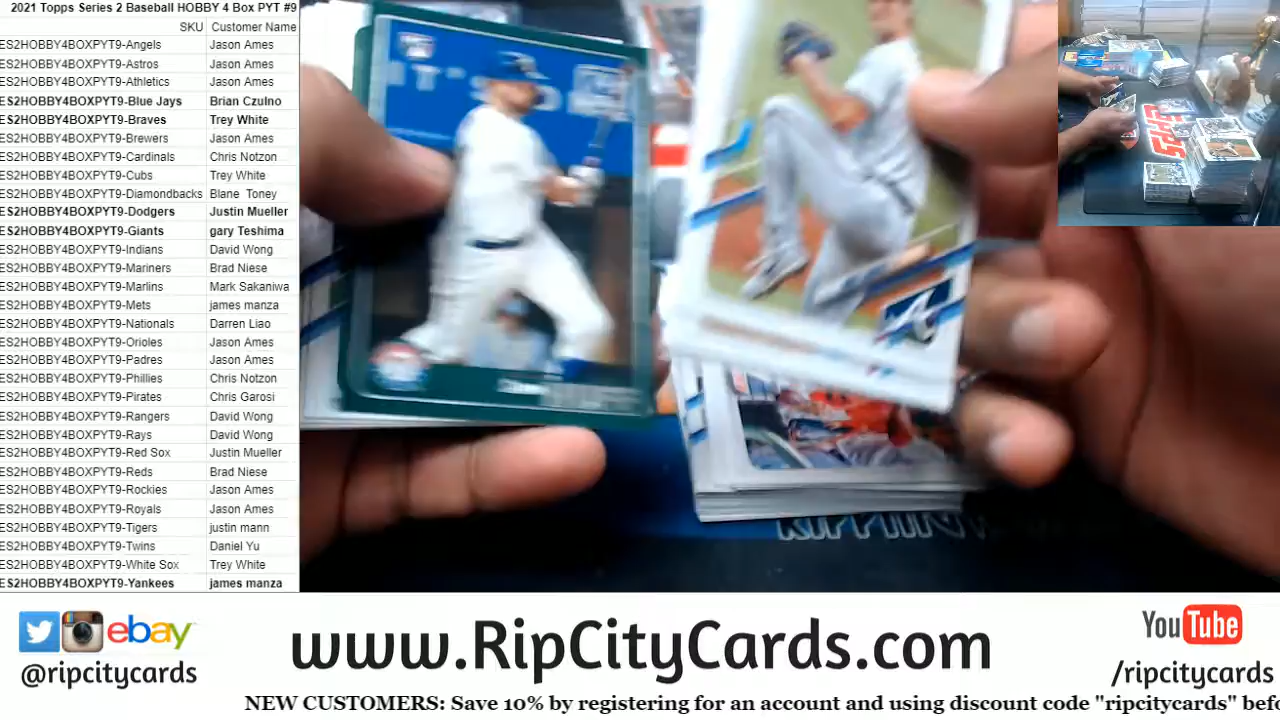 2021 Topps Series 2 Baseball HOBBY 4 Box PYT #9
SKU Customer Name
ES2HOBBY4BOXPYT9-Angels Jason Ames
ES2HOBBY4BOXPYT9-Astros Jason Ames
ES2HOBBY4BOXPYT9-Athletics Jason Ames
ES2HOBBY4BOXPYT9-Blue Jays Brian Czulno
ES2HOBBY4BOXPYT9-Braves Trey White
ES2HOBBY4BOXPYT9-Brewers Jason Ames
ES2HOBBY4BOXPYT9-Cardinals Chris Notzon
ES2HOBBY4BOXPYT9-Cubs Trey White
ES2HOBBY4BOXPYT9-Diamondbacks Blane Toney
ES2HOBBY4BOXPYT9-Dodgers Justin Mueller
ES2HOBBY4BOXPYT9-Giants gary Teshima
ES2HOBBY4BOXPYT9-Indians David Wong
ES2HOBBY4BOXPYT9-Mariners Brad Niese
ES2HOBBY4BOXPYT9-Marlins Mark Sakaniwa
ES2HOBBY4BOXPYT9-Mets james manza
ES2HOBBY4BOXPYT9-Nationals Darren Liao
ES2HOBBY4BOXPYT9-Orioles Jason Ames
ES2HOBBY4BOXPYT9-Padres Jason Ames
ES2HOBBY4BOXPYT9-Phillies Chris Notzon
ES2HOBBY4BOXPYT9-Pirates Chris Garosi
ES2HOBBY4BOXPYT9-Rangers David Wong
ES2HOBBY4BOXPYT9-Rays David Wong
ES2HOBBY4BOXPYT9-Red Sox Justin Mueller
ES2HOBBY4BOXPYT9-Reds Brad Niese
ES2HOBBY4BOXPYT9-Rockies Jason Ames
ES2HOBBY4BOXPYT9-Royals Jason Ames
ES2HOBBY4BOXPYT9-Tigers justin mann
ES2HOBBY4BOXPYT9-Twins Daniel Yu
ES2HOBBY4BOXPYT9-White Sox Trey White
ES2HOBBY4BOXPYT9-Yankees james manza
ebay
@ripcitycards
www.RipCityCards.com
YouTube
/ripcitycards
NEW CUSTOMERS: Save 10% by registering for an account and using discount code "ripcitycards" befo